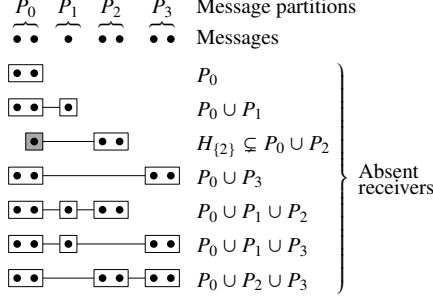 P₀ P₁ P₂ P₃ Message partitions
Messages
P₀
P₀ ∪ P₁
H_{2} ⊊ P₀ ∪ P₂
P₀ ∪ P₃
P₀ ∪ P₁ ∪ P₂
P₀ ∪ P₁ ∪ P₃
P₀ ∪ P₂ ∪ P₃
Absent
receivers